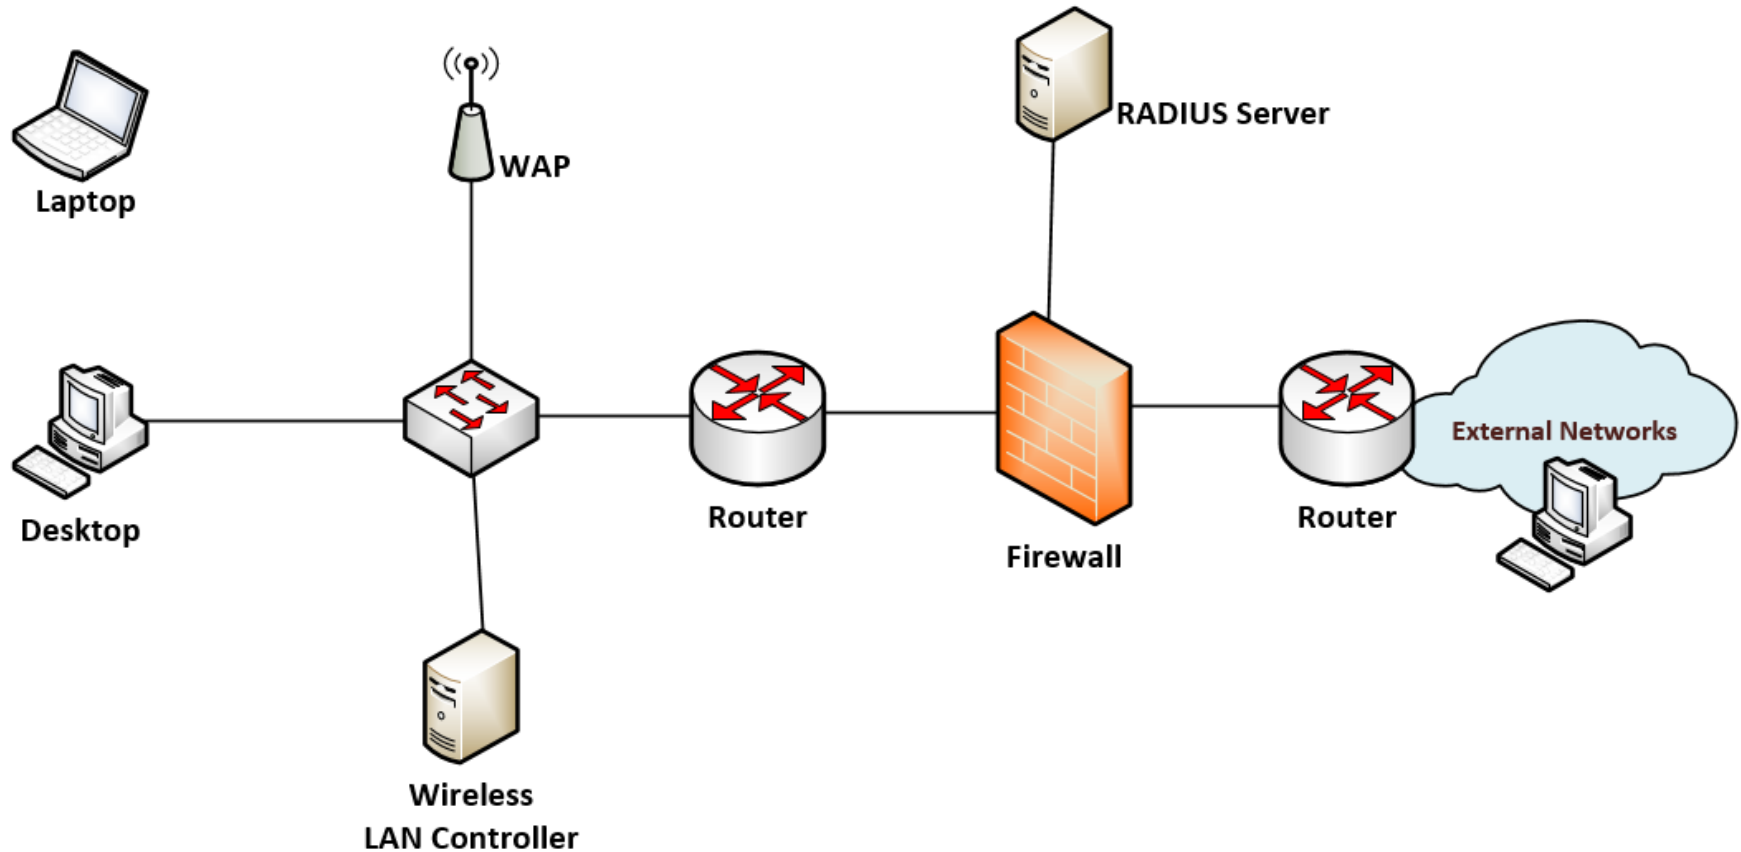 RADIUS Server
WAP
Laptop
External Networks
Router
Router
Desktop
Firewall
Wireless
LAN Controller